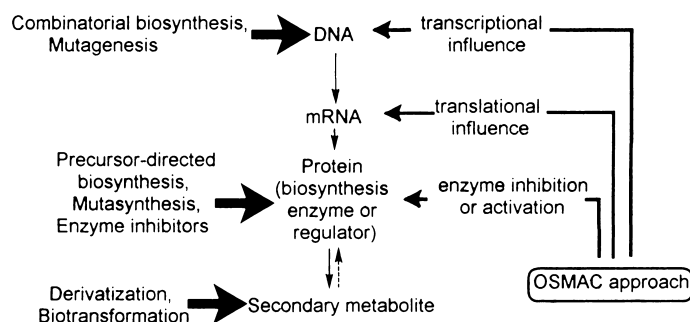 Combinatorial biosynthesis,
Mutagenesis
DNA
transcriptional
influence
mRNA
translational
influence
Precursor-directed
biosynthesis,
Mutasynthesis,
Enzyme inhibitors
Protein
(biosynthesis
enzyme or
regulator)
enzyme inhibition
or activation
OSMAC approach
Derivatization,
Biotransformation
Secondary metabolite